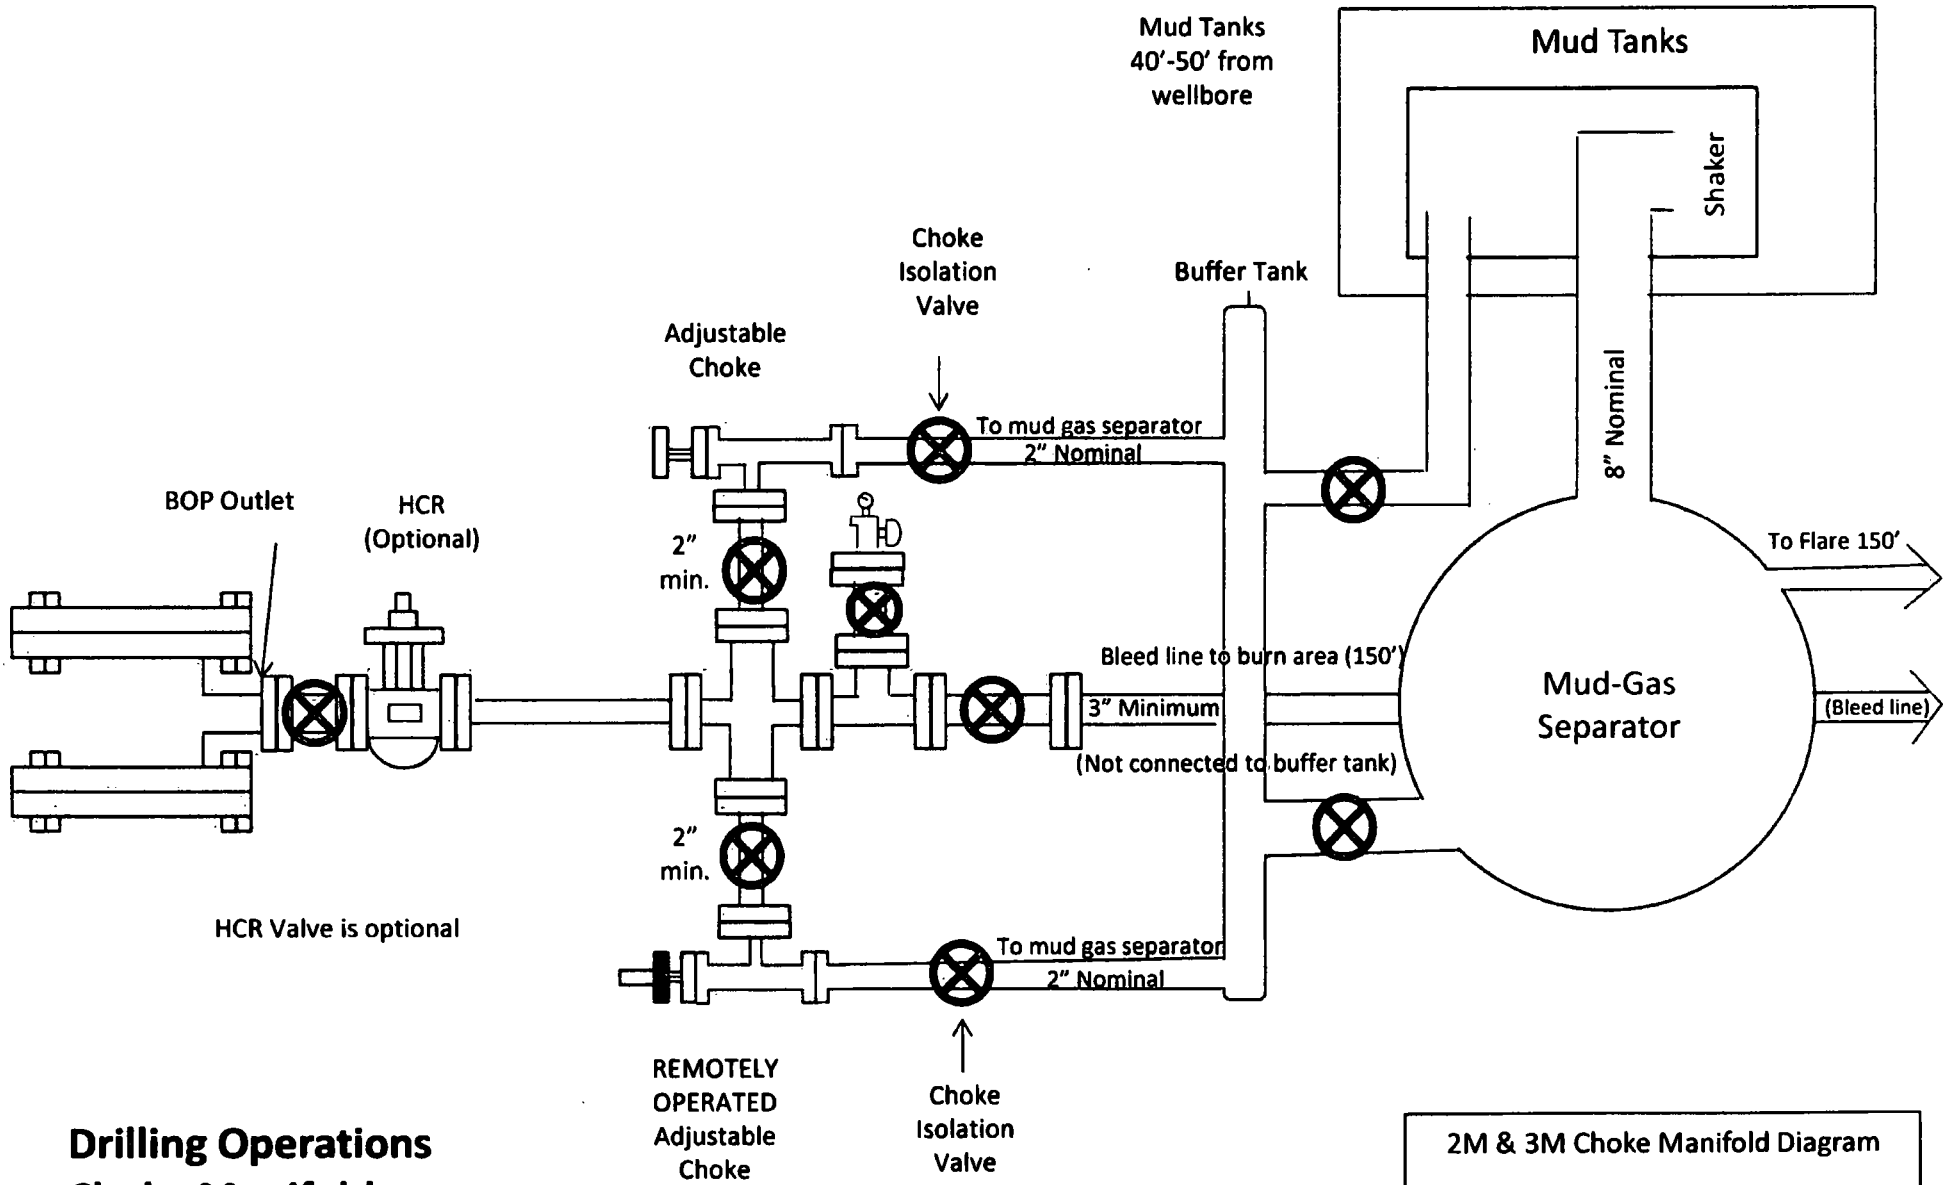 Mud Tanks
40'-50' from
wellbore
Mud Tanks
Shaker
Choke
Isolation
Valve
Buffer Tank
Adjustable
Choke
8" Nominal
To mud gas separator
2" Nominal
BOP Outlet
HCR
(Optional)
2"
min.
To Flare 150'
Bleed line to burn area (150')
Mud-Gas
Separator
3" Minimum
(Bleed line)
(Not connected to buffer tank)
2"
min.
HCR Valve is optional
To mud gas separator
2" Nominal
REMOTELY
OPERATED
Adjustable
Choke
Choke
Isolation
Valve
Drilling Operations
2M & 3M Choke Manifold Diagram